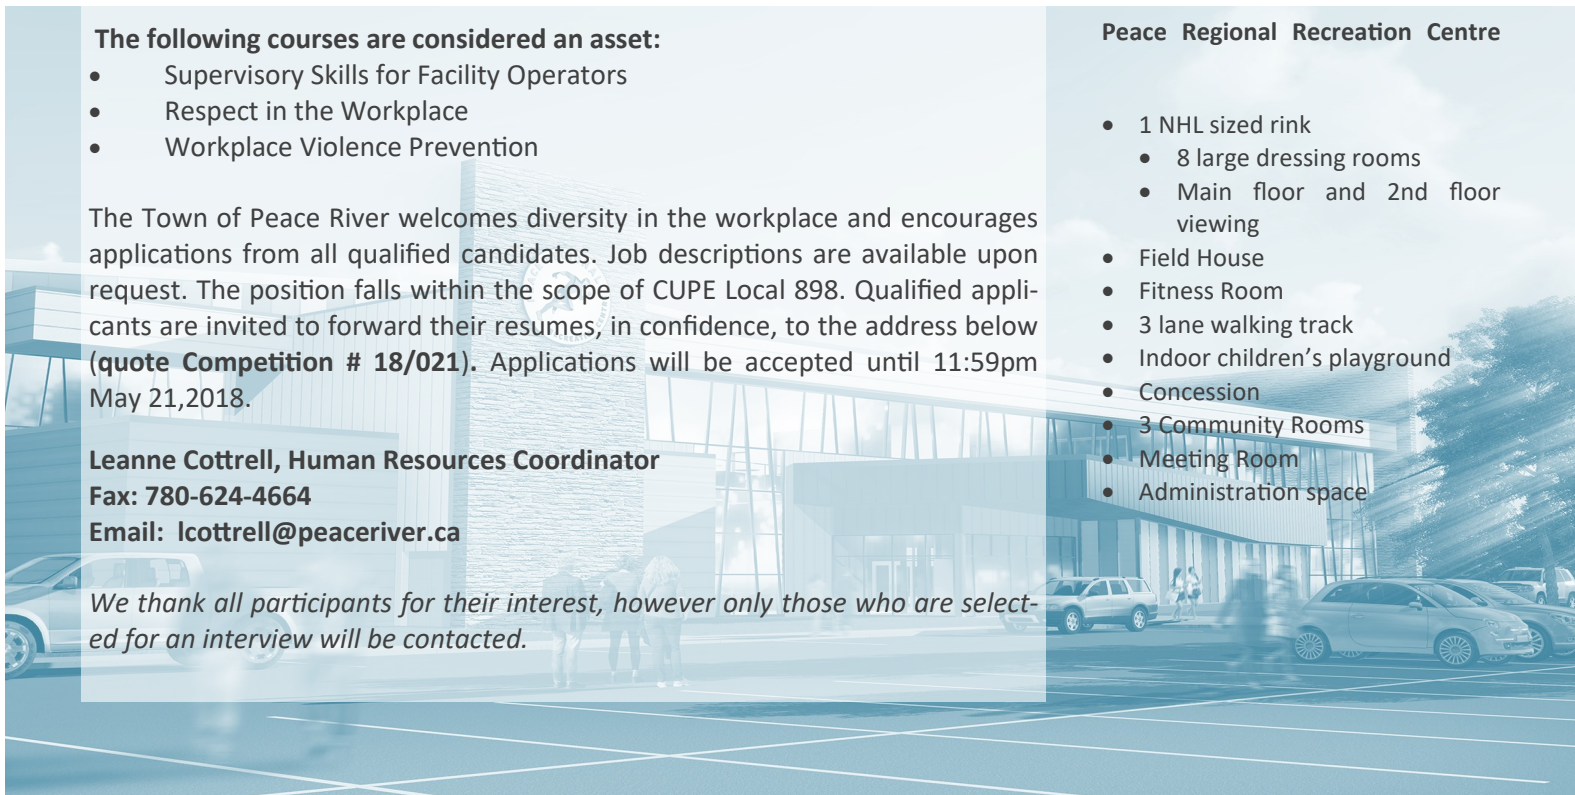 The following courses are considered an asset:
• Supervisory Skills for Facility Operators
• Respect in the Workplace
• Workplace Violence Prevention
The Town of Peace River welcomes diversity in the workplace and encourages
applications from all qualified candidates. Job descriptions are available upon
request. The position falls within the scope of CUPE Local 898. Qualified appli-
cants are invited to forward their resumes, in confidence, to the address below
(quote Competition # 18/021). Applications will be accepted until 11:59pm
May 21,2018.
Leanne Cottrell, Human Resources Coordinator
Fax: 780-624-4664
Email: lcottrell@peaceriver.ca
We thank all participants for their interest, however only those who are select-
ed for an interview will be contacted.
Peace Regional Recreation Centre
• 1 NHL sized rink
• 8 large dressing rooms
• Main floor and 2nd floor
viewing
• Field House
• Fitness Room
• 3 lane walking track
• Indoor children’s playground
• Concession
• 3 Community Rooms
• Meeting Room
• Administration space